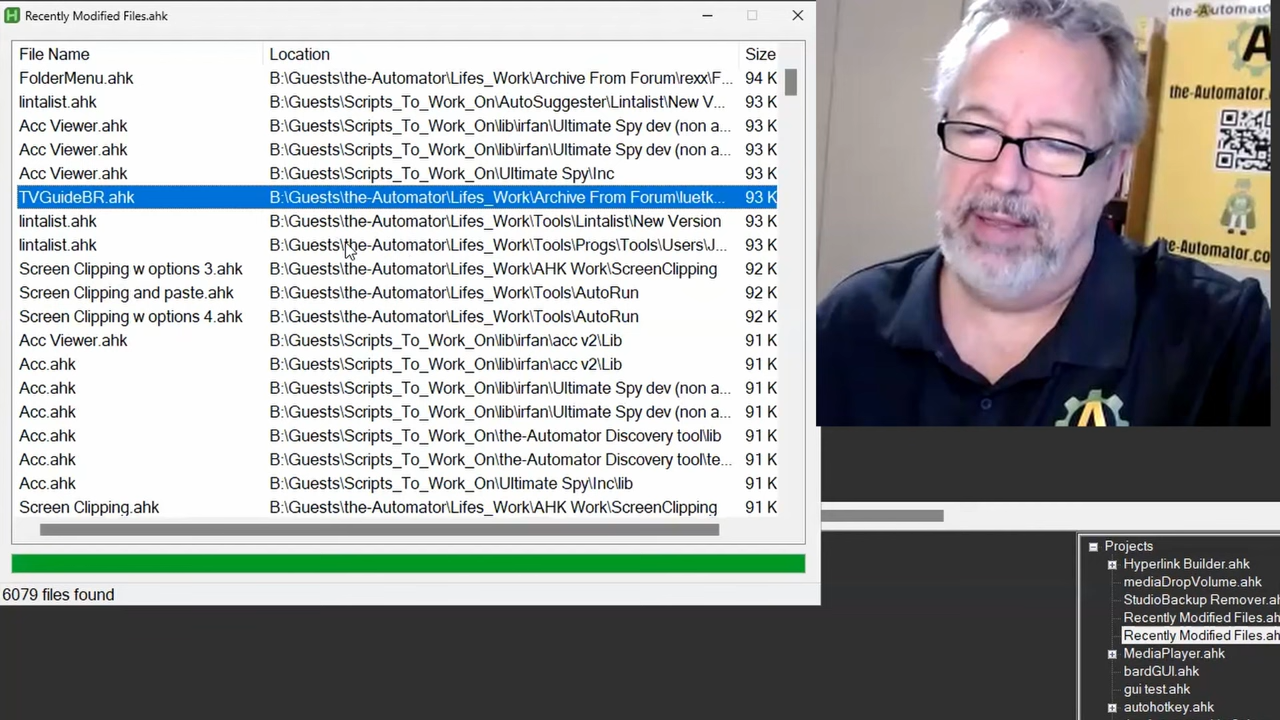 Recently Modified Files.ahk
File Name Location Size
FolderMenu.ahk B:\Guests\the-Automator\Lifes_Work\Archive From Forum\rexx\F... 94 K
lintalist.ahk B:\Guests\Scripts_To_Work_On\AutoSuggester\Lintalist\New V... 93 K
Acc Viewer.ahk B:\Guests\Scripts_To_Work_On\lib\irfan\Ultimate Spy dev (non a... 93 K
Acc Viewer.ahk B:\Guests\Scripts_To_Work_On\lib\irfan\Ultimate Spy dev (non a... 93 K
Acc Viewer.ahk B:\Guests\Scripts_To_Work_On\Ultimate Spy\Inc 93 K
TVGuideBR.ahk B:\Guests\the-Automator\Lifes_Work\Archive From Forum\luetk... 93 K
lintalist.ahk B:\Guests\the-Automator\Lifes_Work\Tools\Lintalist\New Version 93 K
lintalist.ahk B:\Guests\the-Automator\Lifes_Work\Tools\Progs\Tools\Users\J... 93 K
Screen Clipping w options 3.ahk B:\Guests\the-Automator\Lifes_Work\AHK Work\ScreenClipping 92 K
Screen Clipping and paste.ahk B:\Guests\the-Automator\Lifes_Work\Tools\AutoRun 92 K
Screen Clipping w options 4.ahk B:\Guests\the-Automator\Lifes_Work\Tools\AutoRun 92 K
Acc Viewer.ahk B:\Guests\Scripts_To_Work_On\lib\irfan\acc v2\Lib 91 K
Acc.ahk B:\Guests\Scripts_To_Work_On\lib\irfan\acc v2\Lib 91 K
Acc.ahk B:\Guests\Scripts_To_Work_On\lib\irfan\Ultimate Spy dev (non a... 91 K
Acc.ahk B:\Guests\Scripts_To_Work_On\lib\irfan\Ultimate Spy dev (non a... 91 K
Acc.ahk B:\Guests\Scripts_To_Work_On\the-Automator Discovery tool\lib 91 K
Acc.ahk B:\Guests\Scripts_To_Work_On\the-Automator Discovery tool\te... 91 K
Acc.ahk B:\Guests\Scripts_To_Work_On\Ultimate Spy\Inc\lib 91 K
Screen Clipping.ahk B:\Guests\the-Automator\Lifes_Work\AHK Work\ScreenClipping 91 K
6079 files found
the-Automato
A
the-Automator.
the-Automator.co
A
Projects
Hyperlink Builder.ahk
mediaDropVolume.ahk
StudioBackup Remover.ah
Recently Modified Files.ah
Recently Modified Files.ah
MediaPlayer.ahk
bardGUI.ahk
gui test.ahk
autohotkey.ahk